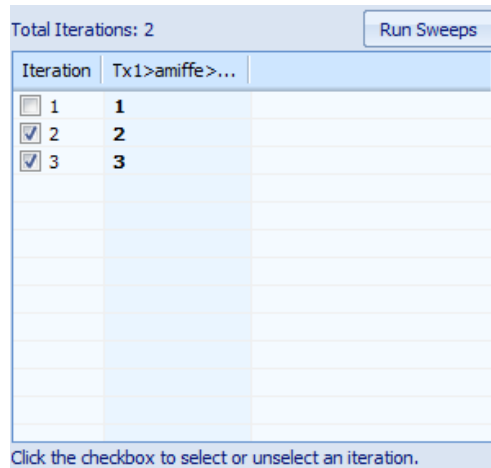 Total Iterations: 2 Run Sweeps
Iteration Tx1>amiffe>...
1 1
2 2
3 3
Click the checkbox to select or unselect an iteration.